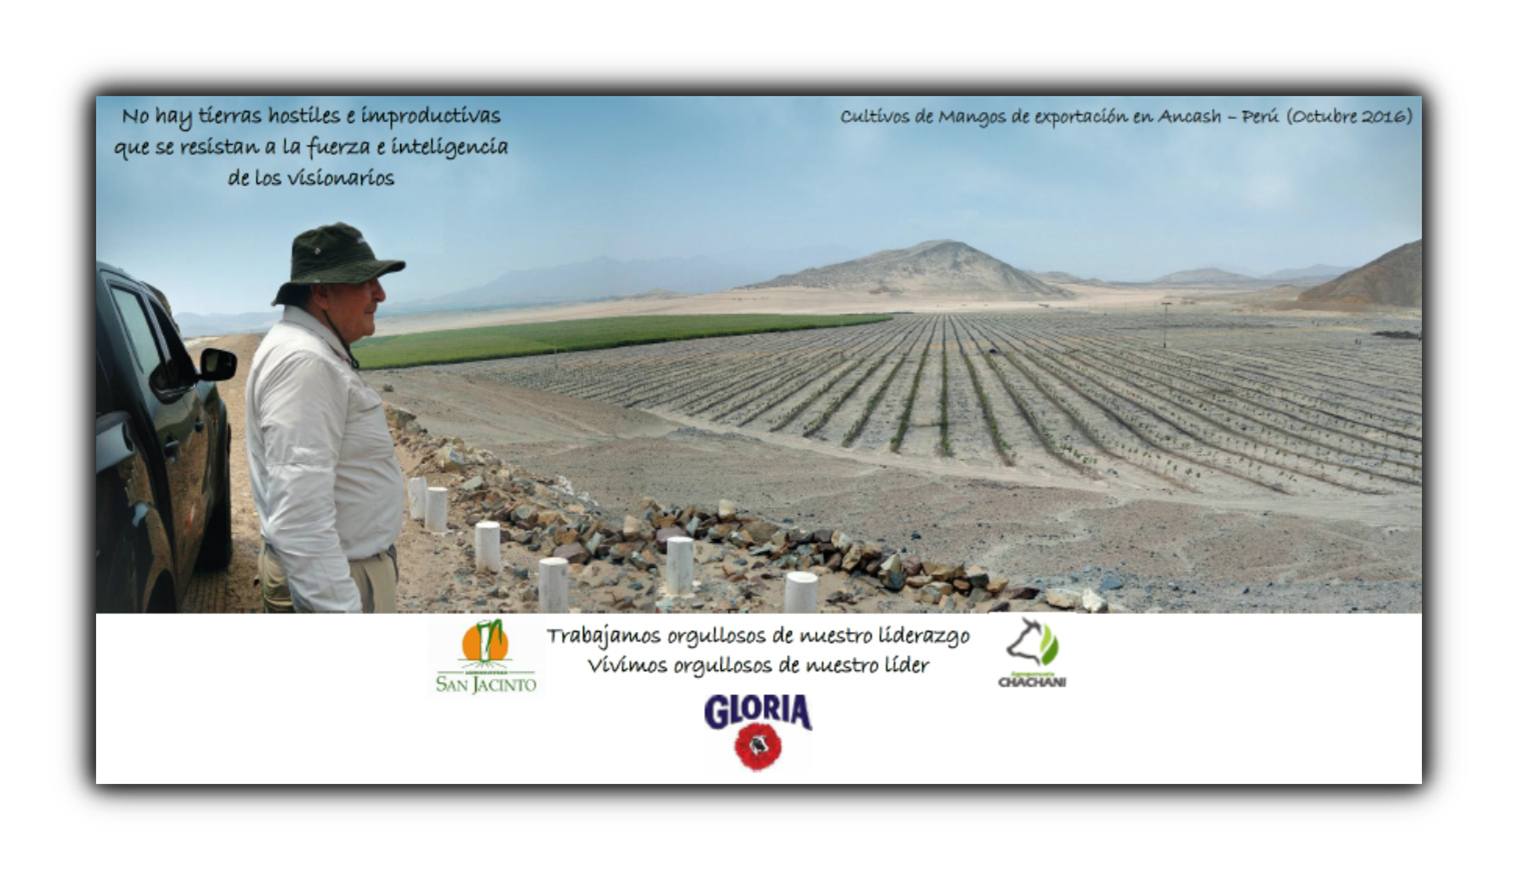 No hay tierras hostiles e improductivas
que se resistan a la fuerza e inteligencia
de los visionarios
Cultivos de Mangos de exportación en Ancash – Perú (Octubre 2016)
Trabajamos orgullosos de nuestro liderazgo
Vivimos orgullosos de nuestro líder
SAN JACINTO
CHACHANI
GLORIA